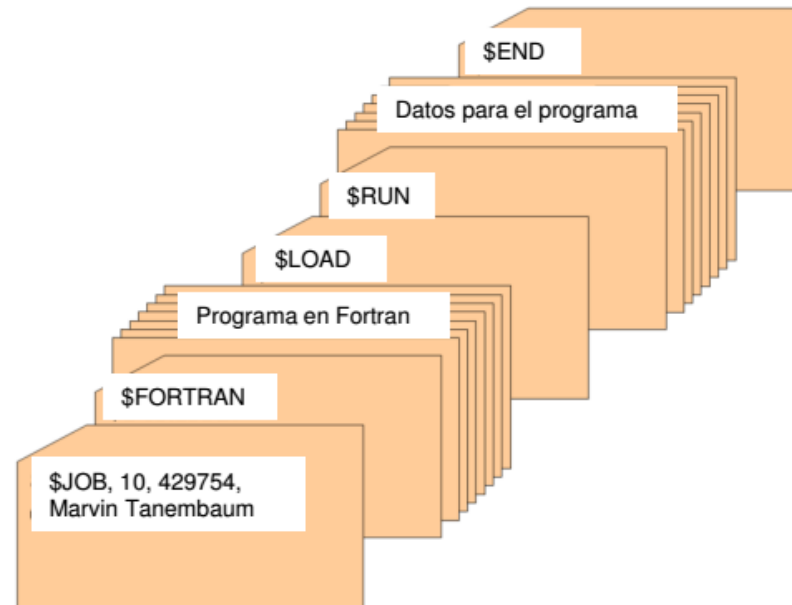 $END
Datos para el programa
$RUN
$LOAD
Programa en Fortran
$FORTRAN
$JOB, 10, 429754,
Marvin Tanembaum